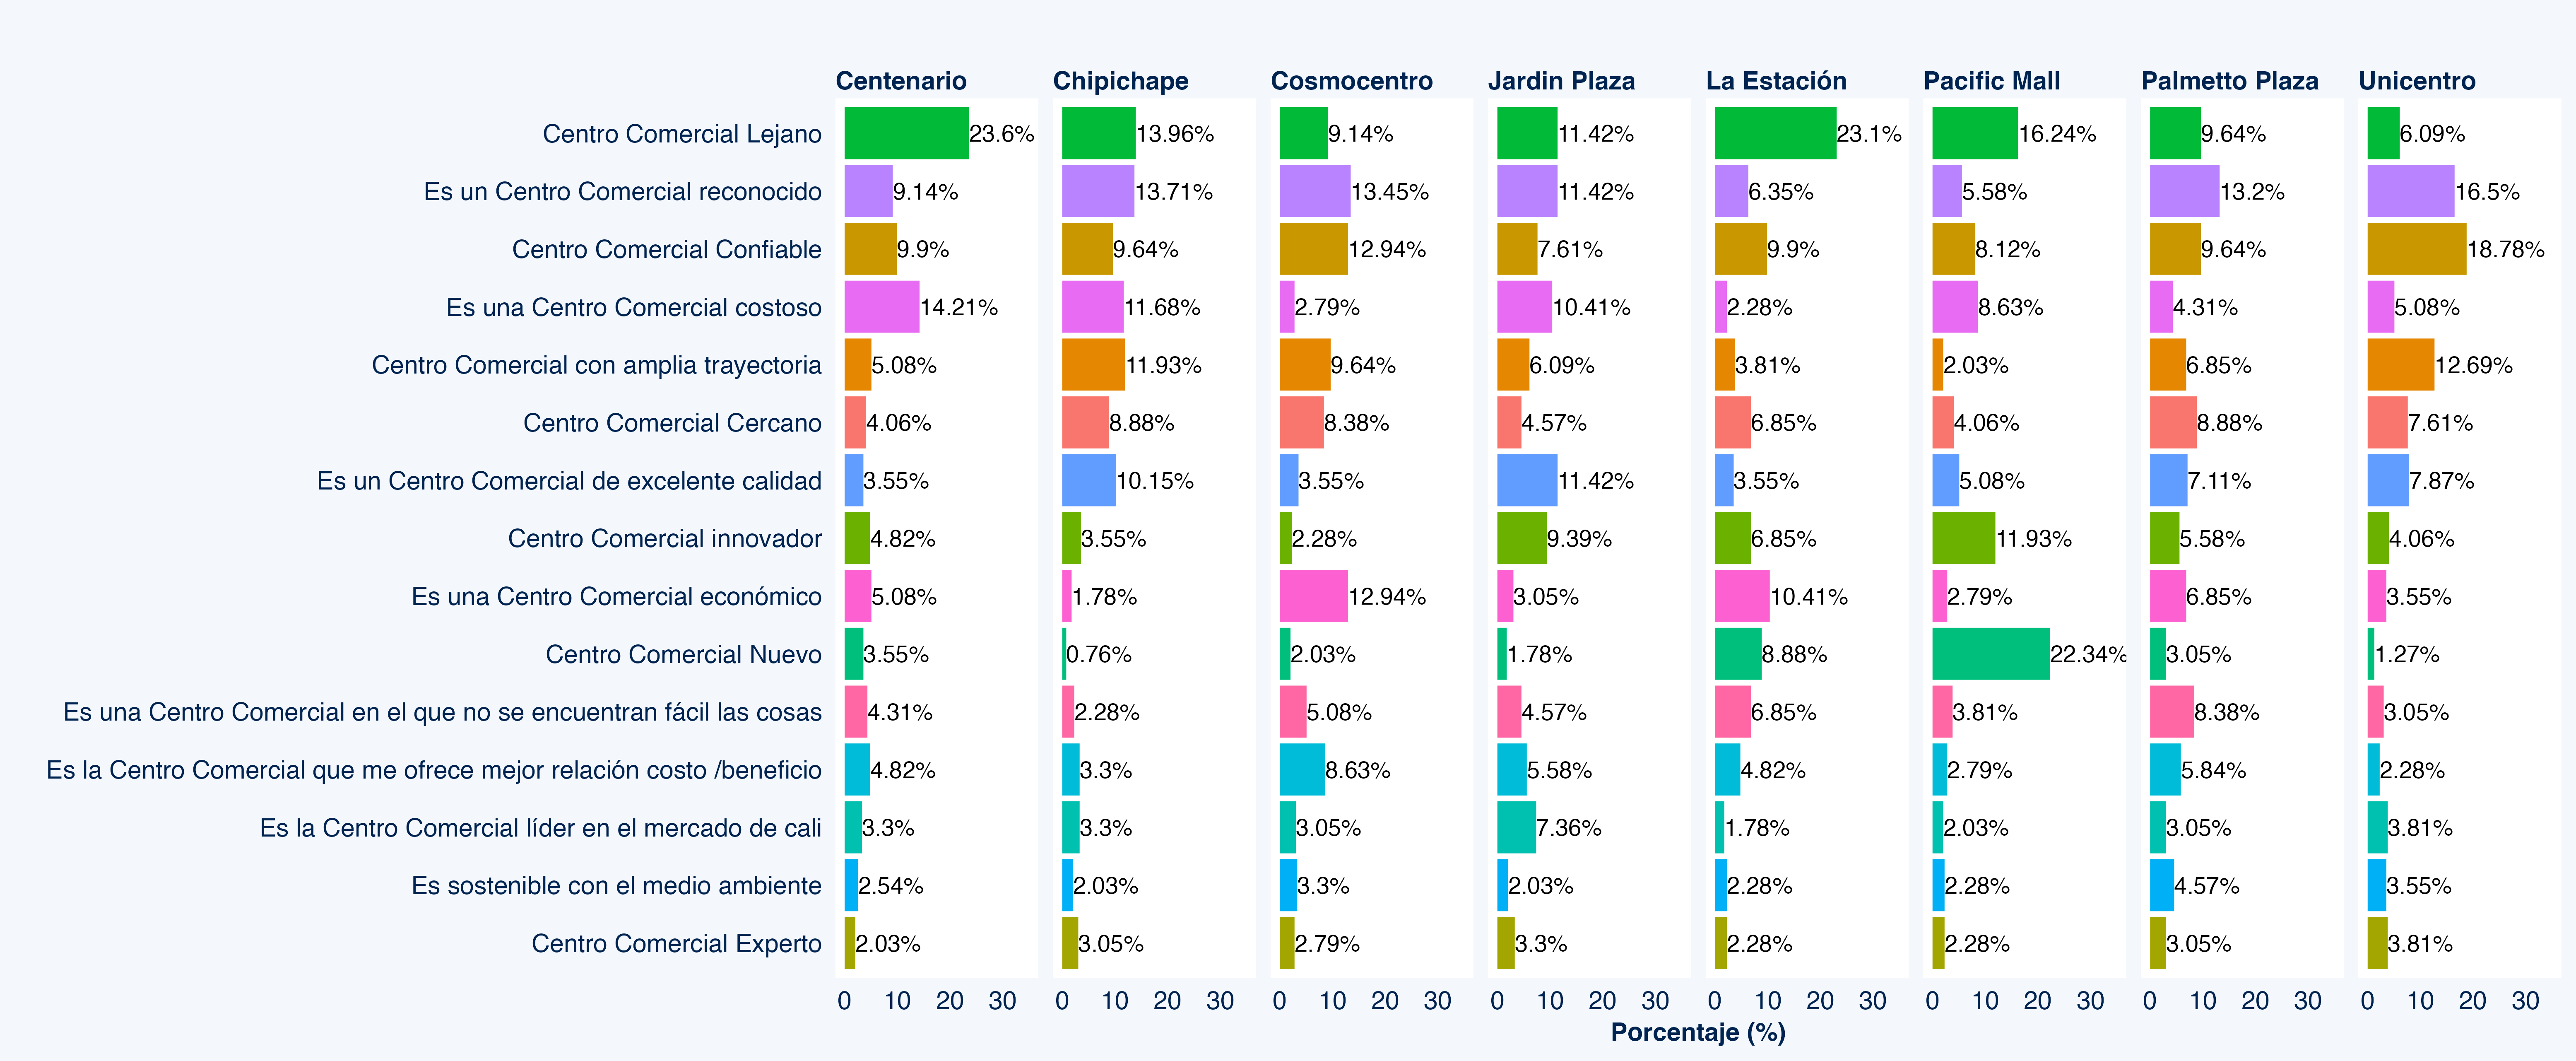 Centenario Chipichape Cosmocentro Jardin Plaza La Estación Pacific Mall Palmetto Plaza Unicentro
Centro Comercial Lejano 23.6% 13.96% 9.14% 11.42% 23.1% 16.24% 9.64% 6.09%
Es un Centro Comercial reconocido 9.14% 13.71% 13.45% 11.42% 6.35% 5.58% 13.2% 16.5%
Centro Comercial Confiable 9.9% 9.64% 12.94% 7.61% 9.9% 8.12% 9.64% 18.78%
Es una Centro Comercial costoso 14.21% 11.68% 2.79% 10.41% 2.28% 8.63% 4.31% 5.08%
Centro Comercial con amplia trayectoria 5.08% 11.93% 9.64% 6.09% 3.81% 2.03% 6.85% 12.69%
Centro Comercial Cercano 4.06% 8.88% 8.38% 4.57% 6.85% 4.06% 8.88% 7.61%
Es un Centro Comercial de excelente calidad 3.55% 10.15% 3.55% 11.42% 3.55% 5.08% 7.11% 7.87%
Centro Comercial innovador 4.82% 3.55% 2.28% 9.39% 6.85% 11.93% 5.58% 4.06%
Es una Centro Comercial económico 5.08% 1.78% 12.94% 3.05% 10.41% 2.79% 6.85% 3.55%
Centro Comercial Nuevo 3.55% 0.76% 2.03% 1.78% 8.88% 22.34% 3.05% 1.27%
Es una Centro Comercial en el que no se encuentran fácil las cosas 4.31% 2.28% 5.08% 4.57% 6.85% 3.81% 8.38% 3.05%
Es la Centro Comercial que me ofrece mejor relación costo /beneficio 4.82% 3.3% 8.63% 5.58% 4.82% 2.79% 5.84% 2.28%
Es la Centro Comercial líder en el mercado de cali 3.3% 3.3% 3.05% 7.36% 1.78% 2.03% 3.05% 3.81%
Es sostenible con el medio ambiente 2.54% 2.03% 3.3% 2.03% 2.28% 2.28% 4.57% 3.55%
Centro Comercial Experto 2.03% 3.05% 2.79% 3.3% 2.28% 2.28% 3.05% 3.81%
0 10 20 30 0 10 20 30 0 10 20 30 0 10 20 30 0 10 20 30 0 10 20 30 0 10 20 30 0 10 20 30
Porcentaje (%)